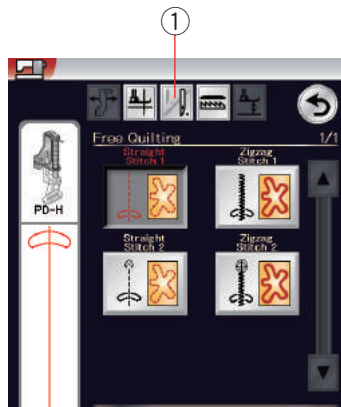 1
Free Quilting 1/1
Straight Stitch 1
Zigzag Stitch 1
PD-H
Straight Stitch 2
Zigzag Stitch 2